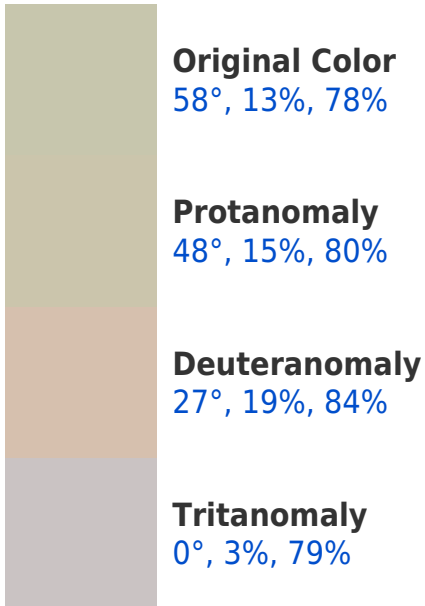 Original Color
58°, 13%, 78%
Protanomaly
48°, 15%, 80%
Deuteranomaly
27°, 19%, 84%
Tritanomaly
0°, 3%, 79%